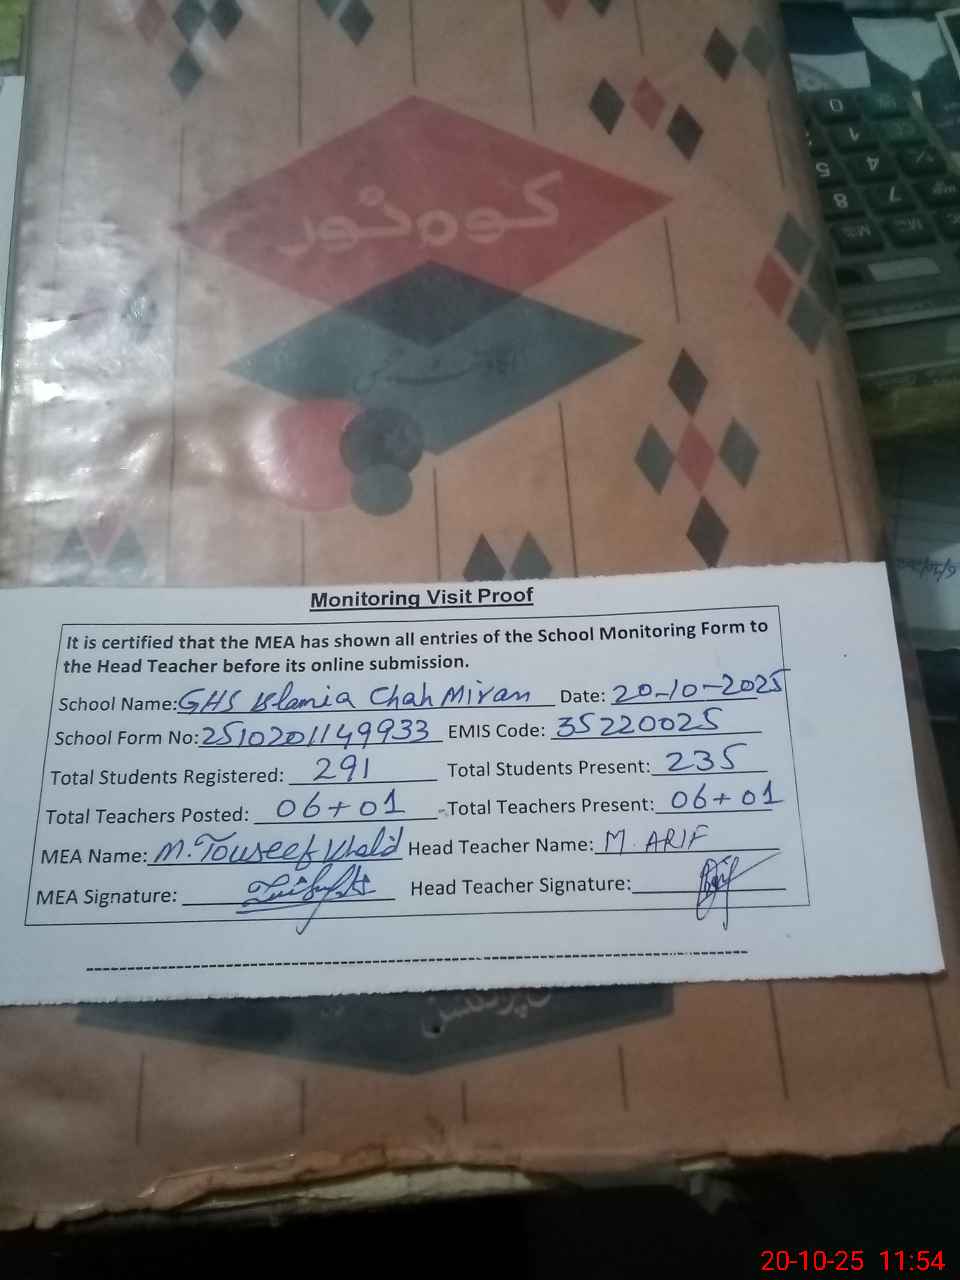 کوہ نور
Monitoring Visit Proof
It is certified that the MEA has shown all entries of the School Monitoring Form to
the Head Teacher before its online submission.
School Name: GHS Islamia Chah Miran Date: 20-10-2025
School Form No: 2510201149933 EMIS Code: 35220025
Total Students Registered: 291 Total Students Present: 235
Total Teachers Posted: 06+01 Total Teachers Present: 06+01
MEA Name: M. Touseef Khalid Head Teacher Name: M. ARIF
MEA Signature: Head Teacher Signature:
20-10-25 11:54